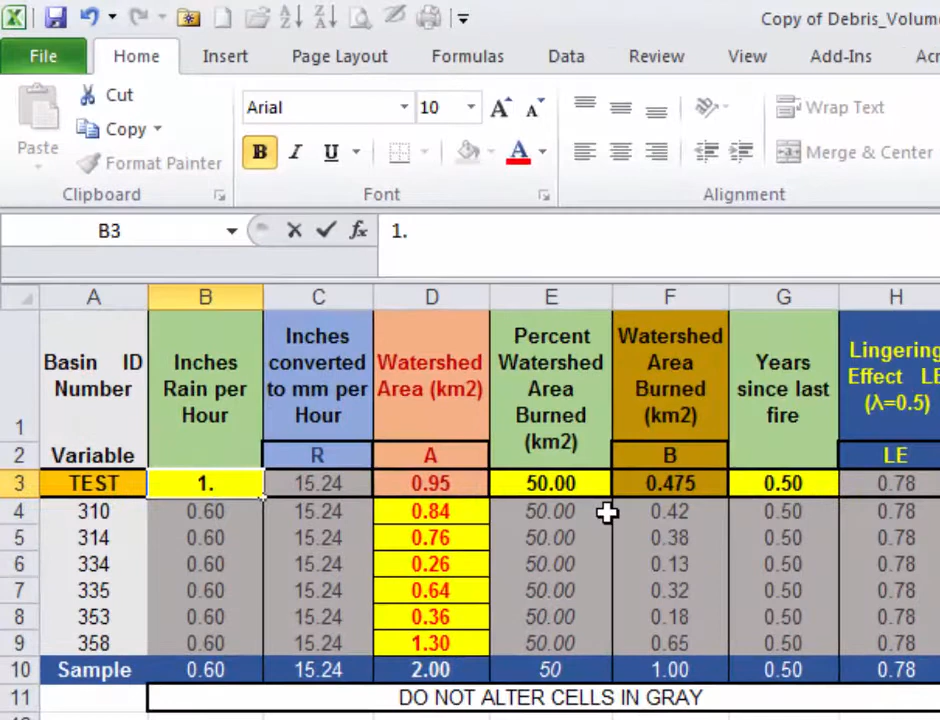 Copy of Debris_Volum
File Home Insert Page Layout Formulas Data Review View Add-Ins Acr
Paste
Cut
Copy
Format Painter
Clipboard
Arial 10 A A
B I U A
Font
Wrap Text
Merge & Center
Alignment
B3 fx 1.
A B C D E F G H
1
Basin ID
Number
Inches
Rain per
Hour
Inches
converted
to mm per
Hour
Watershed
Area (km2)
Percent
Watershed
Area
Burned
(km2)
Watershed
Area
Burned
(km2)
Years
since last
fire
Lingering
Effect LE
(λ=0.5)
2 Variable R A B LE
3 TEST 1. 15.24 0.95 50.00 0.475 0.50 0.78
4 310 0.60 15.24 0.84 50.00 0.42 0.50 0.78
5 314 0.60 15.24 0.76 50.00 0.38 0.50 0.78
6 334 0.60 15.24 0.26 50.00 0.13 0.50 0.78
7 335 0.60 15.24 0.64 50.00 0.32 0.50 0.78
8 353 0.60 15.24 0.36 50.00 0.18 0.50 0.78
9 358 0.60 15.24 1.30 50.00 0.65 0.50 0.78
10 Sample 0.60 15.24 2.00 50 1.00 0.50 0.78
11 DO NOT ALTER CELLS IN GRAY